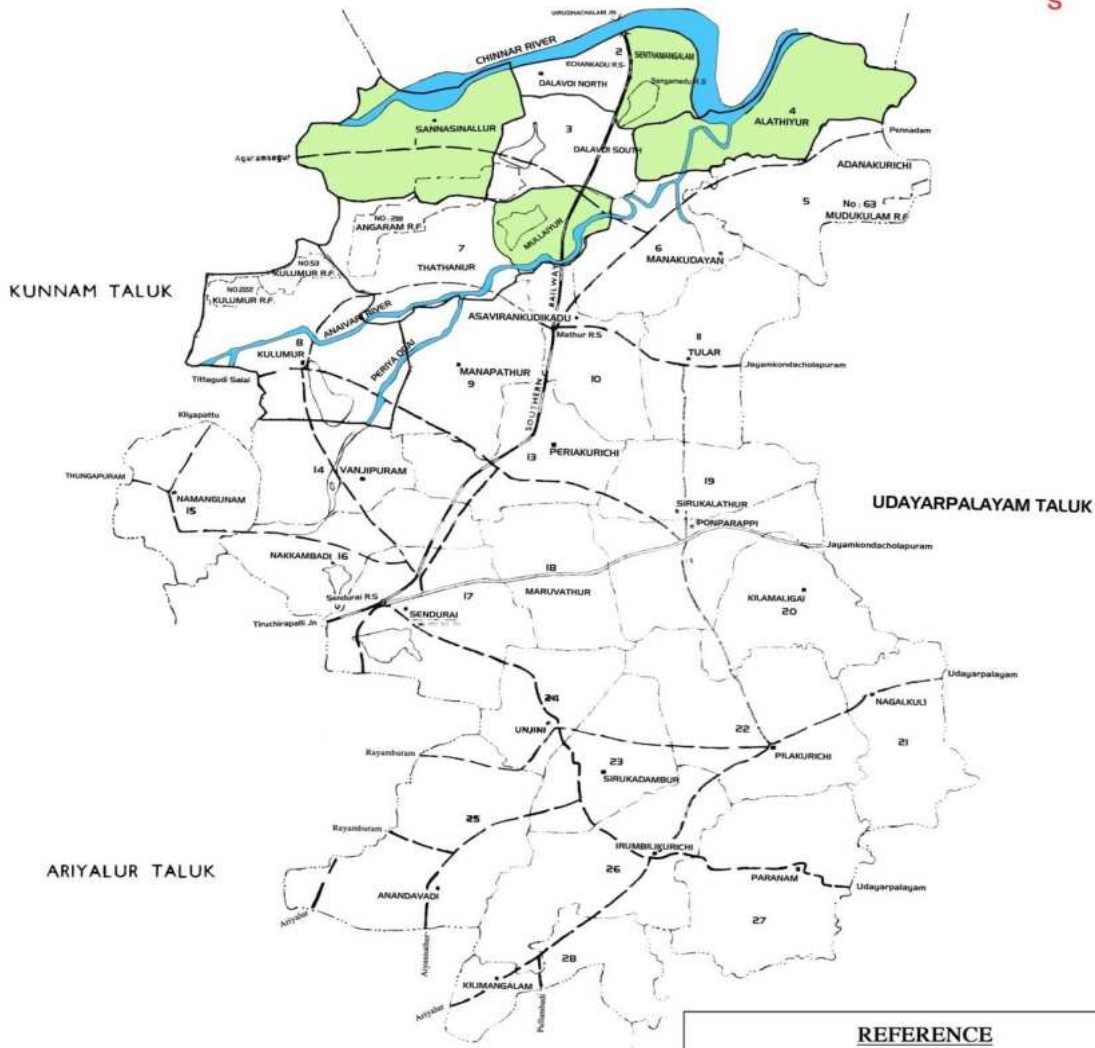 S
VIRUDHACHALAM JN
CHINNAR RIVER
2
SENTHAMANGALAM
ECHANKADU R.S.
DALAVOI NORTH
Sengamedu R.S
4
ALATHIYUR
SANNASINALLUR
3
DALAVOI SOUTH
Pennadam
Agaramsegur
ADANAKURICHI
5
No : 63
MUDUKULAM R.F
NO : 218
ANGARAM R.F.
MULLAIYUR
7
THATHANUR
6
MANAKUDAYAN
NO.53
KULUMUR R.F.
NO.222
KULUMUR R.F.
KUNNAM TALUK
ANAIVARI RIVER
RAILWAY
ASAVIRANKUDIKADU
Mathur R.S
8
KULUMUR
PERIYA ODAI
11
TULAR
Jayamkondacholapuram
Tittagudi Salai
MANAPATHUR
9
10
SOUTHERN
Kliyapattu
13
PERIAKURICHI
THUNGAPURAM
14
VANJIPURAM
NAMANGUNAM
15
19
SIRUKALATHUR
UDAYARPALAYAM TALUK
PONPARAPPI
Jayamkondacholapuram
NAKKAMBADI 16
18
MARUVATHUR
KILAMALIGAI
20
Sendurai R.S
17
SENDURAI
Tiruchirapalli Jn
Udayarpalayam
24
NAGALKULI
UNJINI
22
21
PILAKURICHI
Rayamburam
23
SIRUKADAMBUR
25
Rayamburam
IRUMBILIKURICHI
26
ARIYALUR TALUK
PARANAM
Udayarpalayam
ANANDAVADI
Ariyalur
27
28
KILIMANGALAM
Ariyalur
Pullambadi
REFERENCE